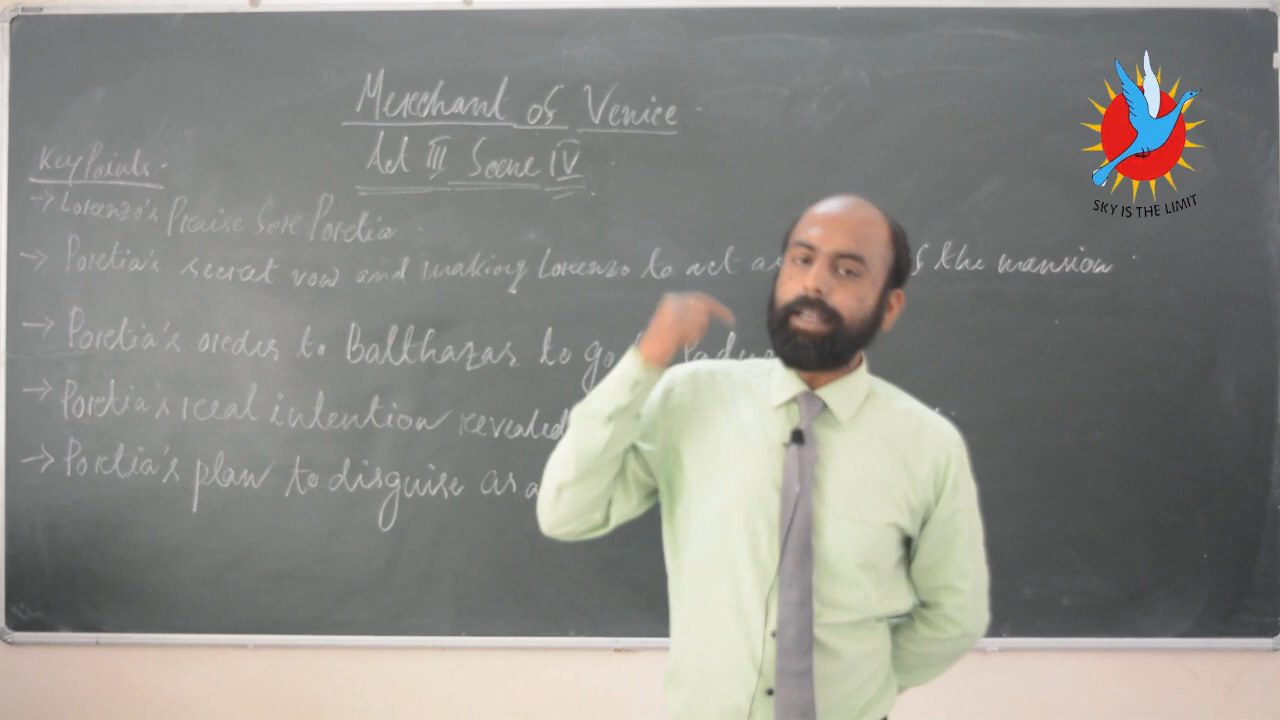 Merchant of Venice
Act III Scene IV
Key Points-
→ Lorenzo's Praise for Portia
→ Portia's secret vow and making Lorenzo to act the mansion
→ Portia's orders to Balthazar to go Padua
→ Portia's real intention revealed
→ Portia's plan to disguise as a
SKY IS THE LIMIT